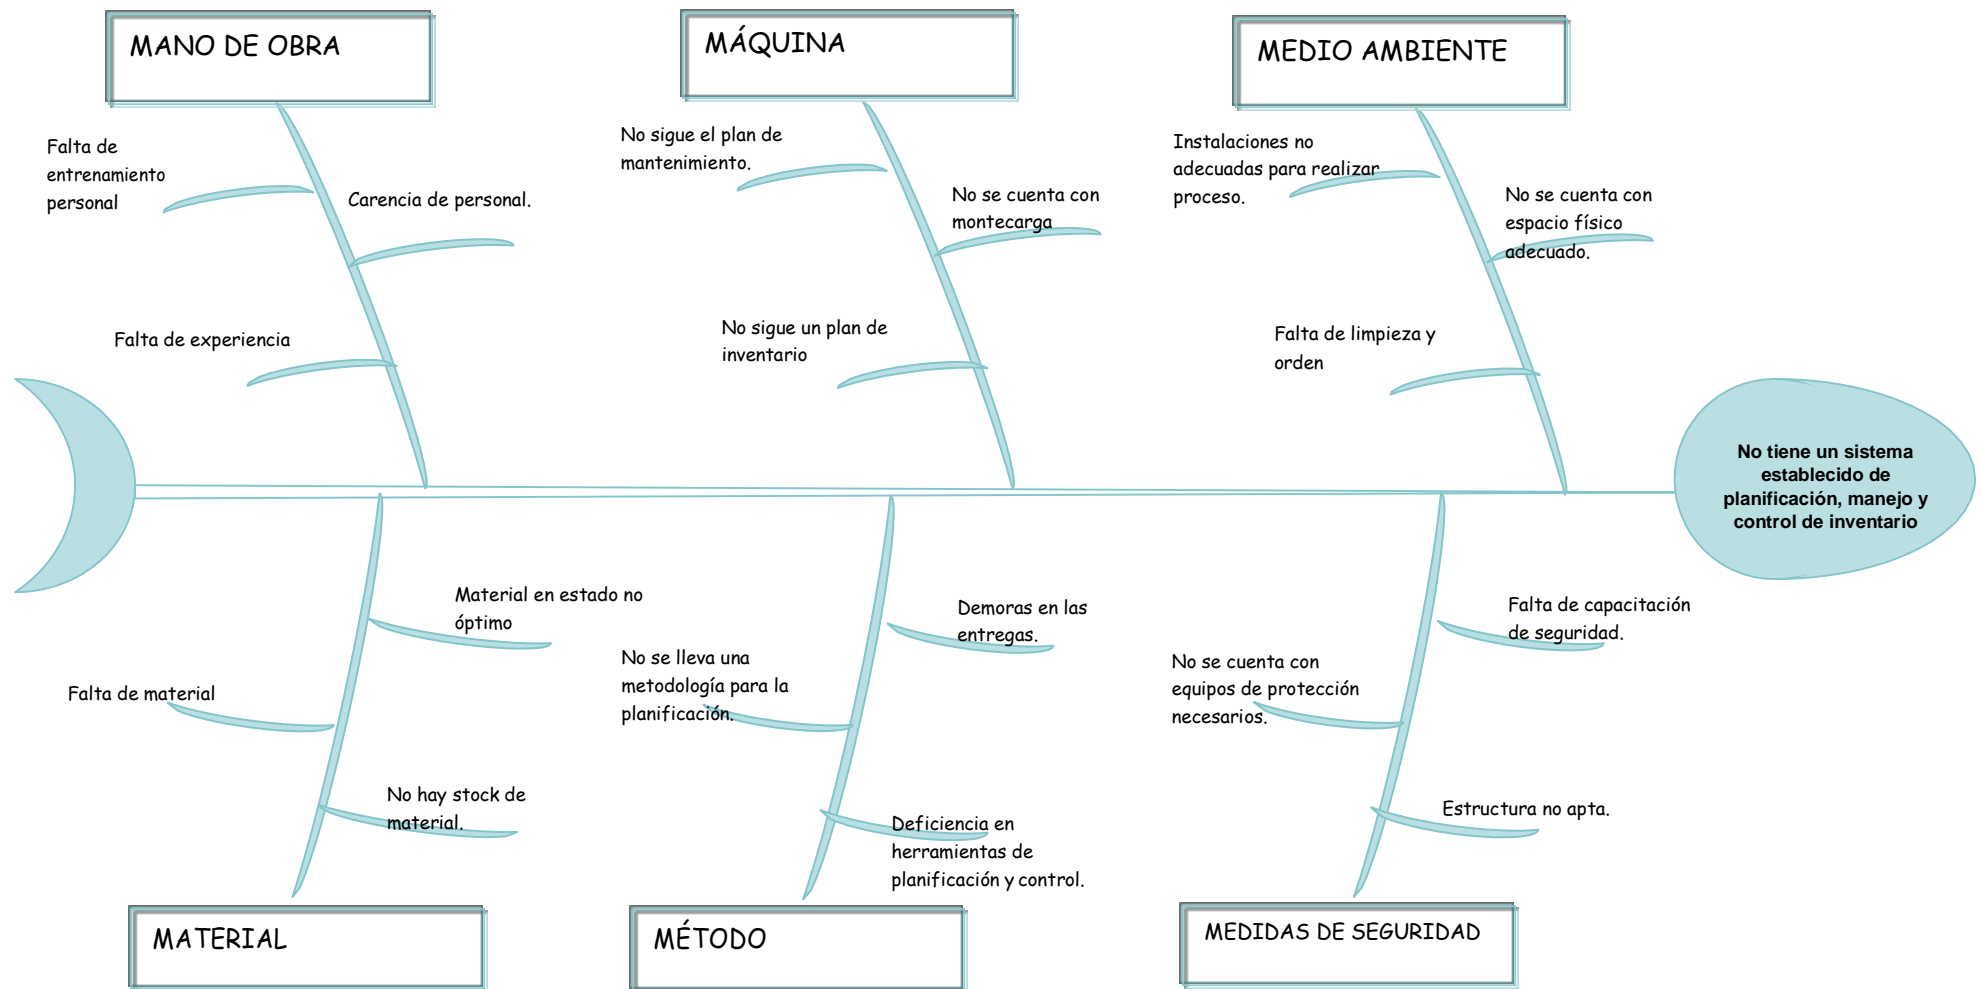 MANO DE OBRA
MÁQUINA
MEDIO AMBIENTE
Falta de
entrenamiento
personal
Carencia de personal.
Falta de experiencia
No sigue el plan de
mantenimiento.
No se cuenta con
montecarga
No sigue un plan de
inventario
Instalaciones no
adecuadas para realizar
proceso.
No se cuenta con
espacio físico
adecuado.
Falta de limpieza y
orden
No tiene un sistema
establecido de
planificación, manejo y
control de inventario
Material en estado no
óptimo
Falta de material
No hay stock de
material.
Demoras en las
entregas.
No se lleva una
metodología para la
planificación.
Deficiencia en
herramientas de
planificación y control.
Falta de capacitación
de seguridad.
No se cuenta con
equipos de protección
necesarios.
Estructura no apta.
MATERIAL
MÉTODO
MEDIDAS DE SEGURIDAD